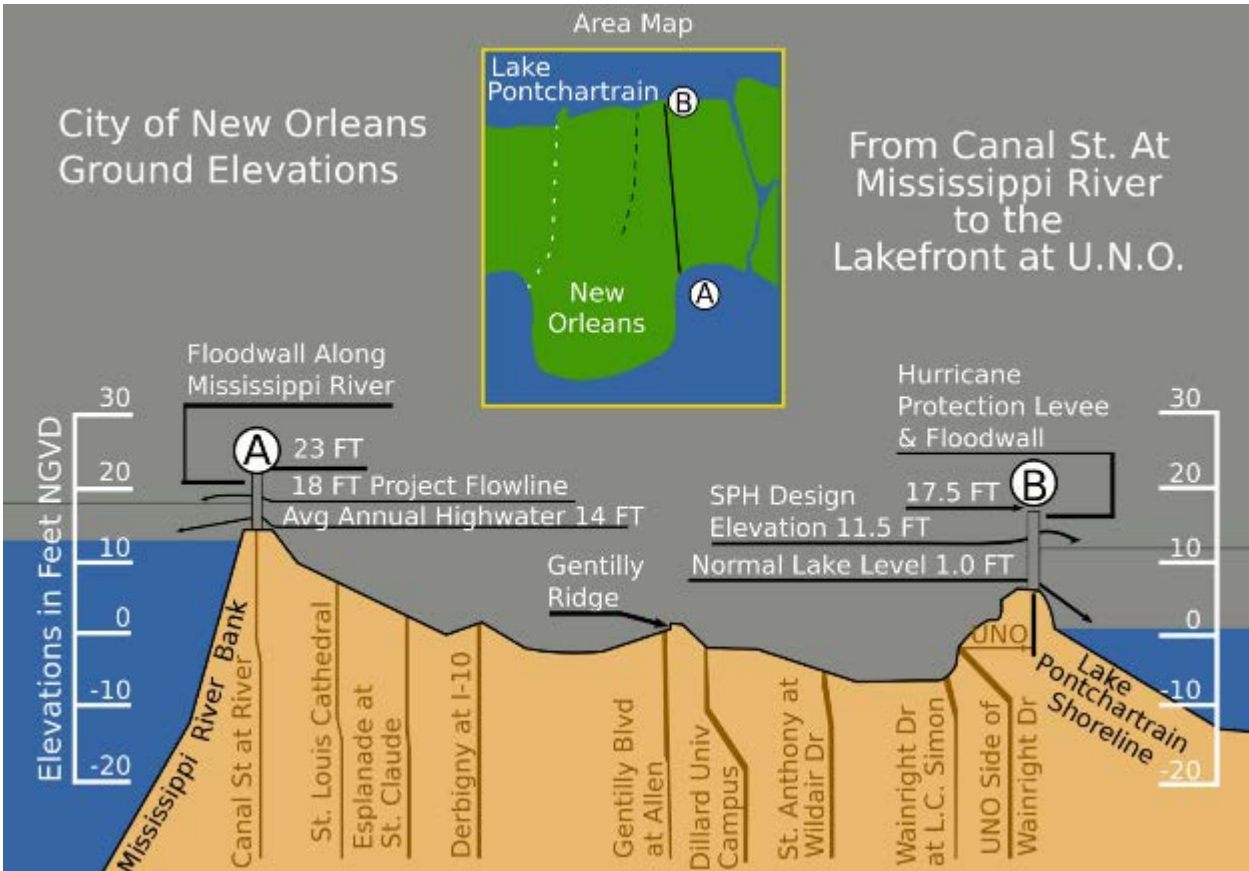 Area Map
City of New Orleans
Ground Elevations
Lake
Pontchartrain
B
A
New
Orleans
From Canal St. At
Mississippi River
to the
Lakefront at U.N.O.
Elevations in Feet NGVD
30
20
10
0
-10
-20
Floodwall Along
Mississippi River
A
23 FT
18 FT Project Flowline
Avg Annual Highwater 14 FT
Gentilly
Ridge
Hurricane
Protection Levee
& Floodwall
B
17.5 FT
SPH Design
Elevation 11.5 FT
Normal Lake Level 1.0 FT
30
20
10
0
-10
-20
Mississippi River Bank
Canal St at River
St. Louis Cathedral
Esplanade at
St. Claude
Derbigny at I-10
Gentilly Blvd
at Allen
Dillard Univ
Campus
St. Anthony at
Wildair Dr
Wainright Dr
at L.C. Simon
UNO Side of
Wainright Dr
UNO
Lake
Pontchartrain
Shoreline